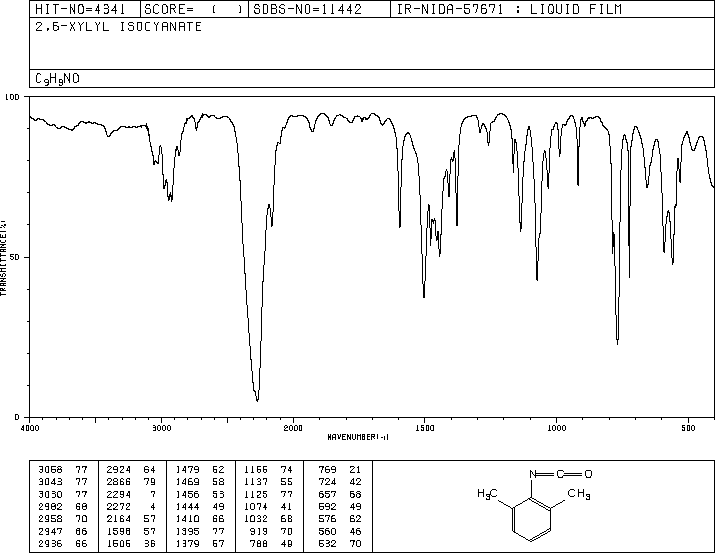 HIT-NO=4341 SCORE= ( ) SDBS-NO=11442 IR-NIDA-57671 : LIQUID FILM
2,6-XYLYL ISOCYANATE
C9H9NO
100
50
0
TRANSMITTANCE(%)
4000 3000 2000 1500 1000 500
WAVENUMBER(-1)
3068 77 2924 64 1479 52 1166 74 769 21
3043 77 2866 79 1469 58 1137 55 724 42
3030 77 2294 7 1456 53 1125 77 657 68
2982 68 2272 4 1444 49 1074 41 592 49
2958 70 2164 57 1410 66 1032 68 576 62
2947 66 1598 57 1395 77 919 70 560 46
2936 66 1506 36 1379 57 788 49 532 70
N C O
H3C CH3